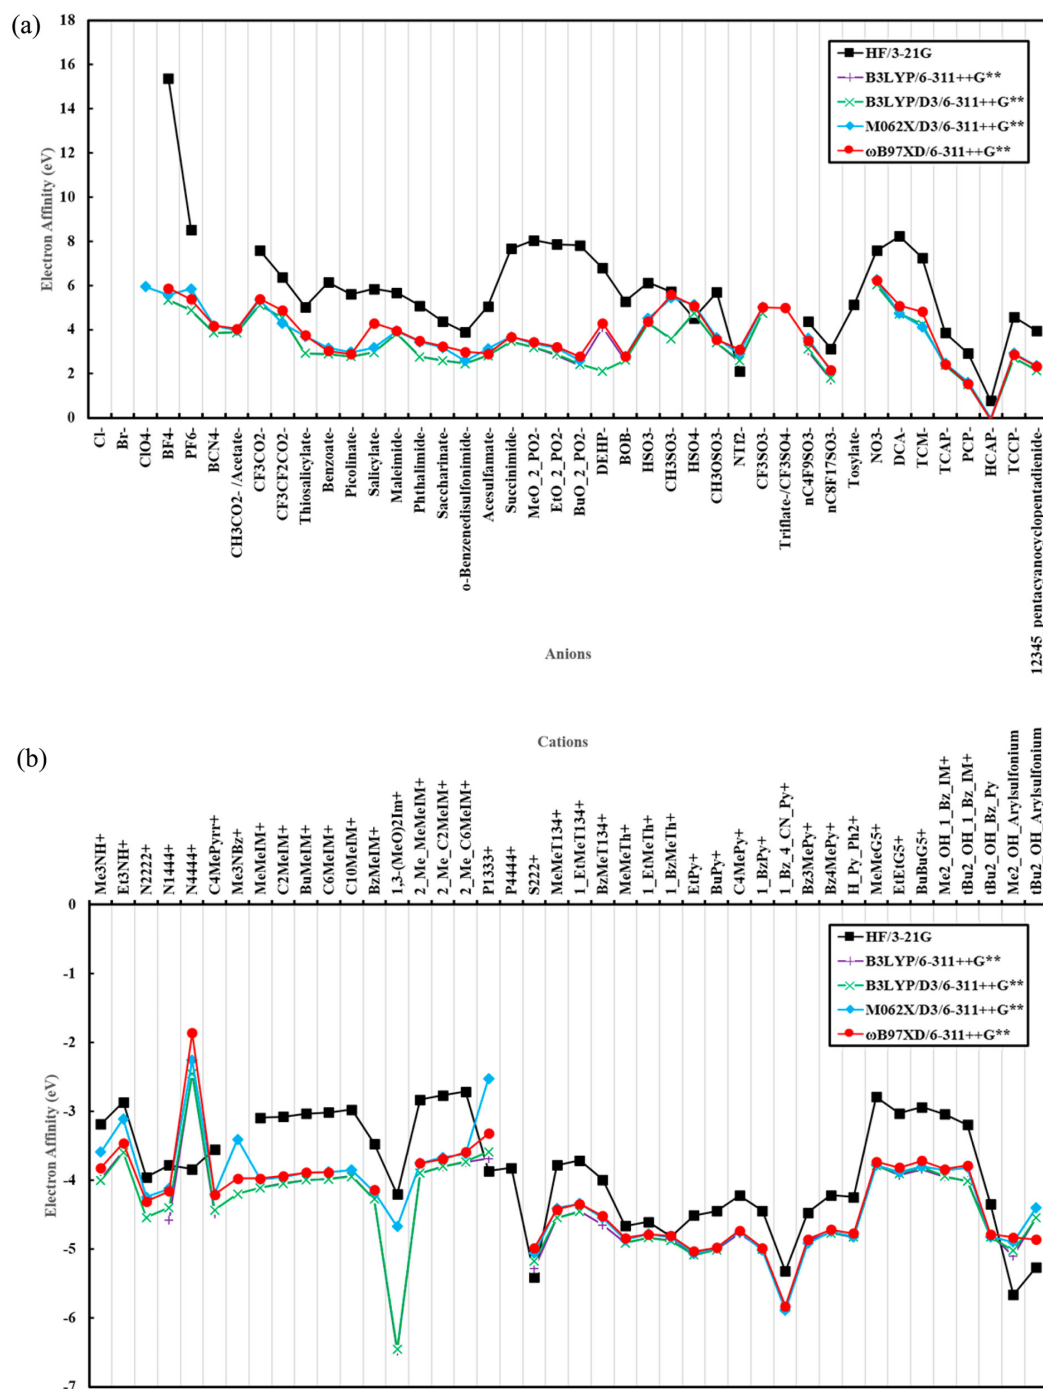 (a)
18
16
14
12
10
8
6
4
2
0
Electron Affinity (eV)
HF/3-21G
B3LYP/6-311++G**
B3LYP/D3/6-311++G**
M062X/D3/6-311++G**
ωB97XD/6-311++G**
Cl-
Br-
ClO4-
BF4-
PF6-
BCN4-
CH3CO2- /Acetate-
CF3CO2-
CF3CF2CO2-
Thiosalicylate-
Benzoate-
Picolinate-
Salicylate-
Maleimide-
Phthalimide-
Saccharinate-
o-Benzenedisulfonimide-
Acesulfamate-
Succinimide-
MeO_2_PO2-
EtO_2_PO2-
BuO_2_PO2-
DEHP-
BOB-
HSO3-
CH3SO3-
HSO4-
CH3OSO3-
NTf2-
CF3SO3-
Triflate-/CF3SO4-
nC4F9SO3-
nC8F17SO3-
Tosylate-
NO3-
DCA-
TCM-
TCAP-
PCP-
HCAP-
TCCP-
12345_pentacyanocyclopentadienide-
Anions
(b)
Cations
Me3NH+
Et3NH+
N2222+
N1444+
N4444+
C4MePyrr+
Me3NBz+
MeMeIM+
C2MeIM+
BuMeIM+
C6MeIM+
C10MeIM+
BzMeIM+
1,3-(MeO)2Im+
2_Me_MeMeIM+
2_Me_C2MeIM+
2_Me_C6MeIM+
P1333+
P4444+
S222+
MeMeT134+
1_EtMeT134+
BzMeT134+
MeMeTh+
1_EtMeTh+
1_BzMeTh+
EtPy+
BuPy+
C4MePy+
1_BzPy+
1_Bz_4_CN_Py+
Bz3MePy+
Bz4MePy+
H_Py_Ph2+
MeMeG5+
EtEtG5+
BuBuG5+
Me2_OH_1_Bz_IM+
tBu2_OH_1_Bz_IM+
tBu2_OH_Bz_Py
Me2_OH_Arylsulfonium
tBu2_OH_Arylsulfonium
0
-1
-2
-3
-4
-5
-6
-7
Electron Affinity (eV)
HF/3-21G
B3LYP/6-311++G**
B3LYP/D3/6-311++G**
M062X/D3/6-311++G**
ωB97XD/6-311++G**